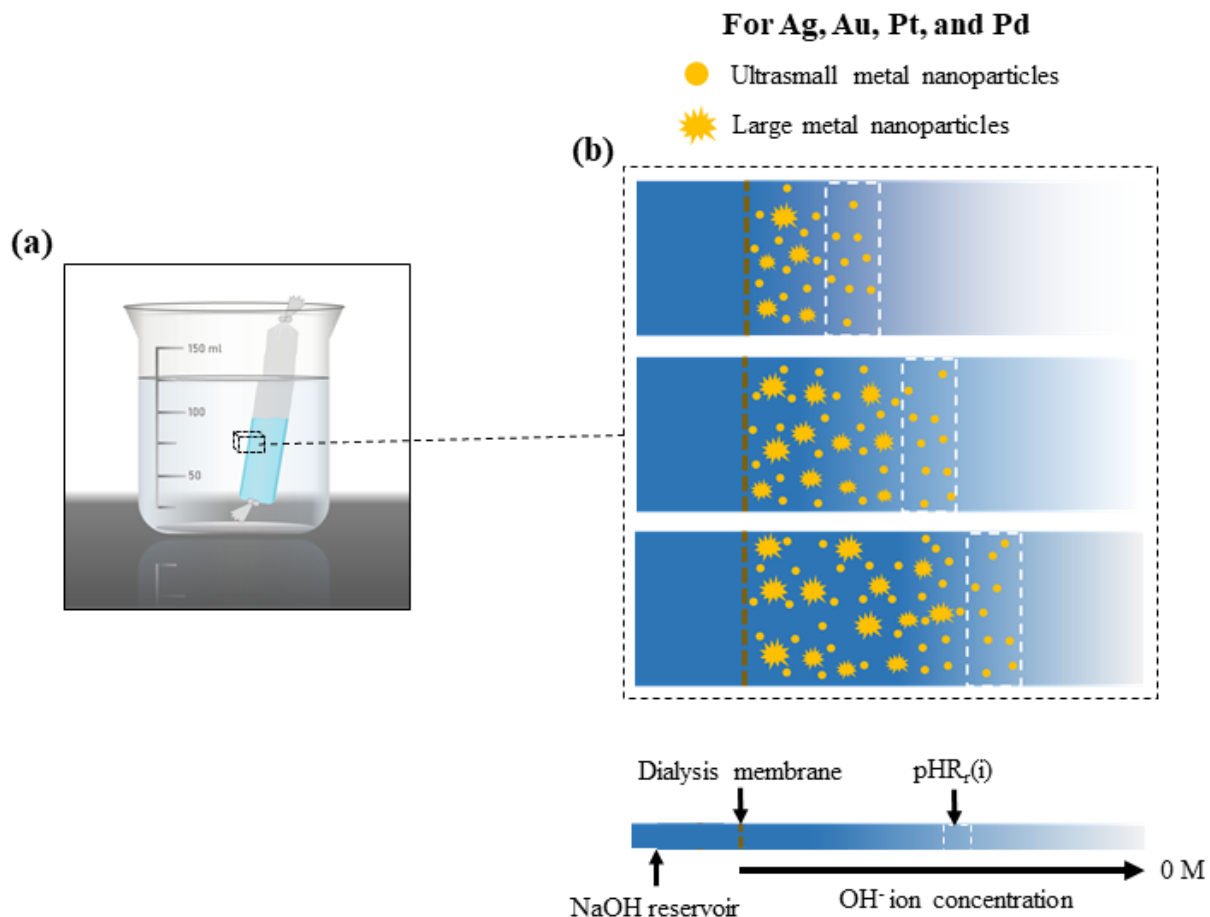 For Ag, Au, Pt, and Pd
Ultrasmall metal nanoparticles
Large metal nanoparticles
(b)
(a)
150 ml
100
50
Dialysis membrane
pHRᵣ(i)
0 M
NaOH reservoir
OH⁻ ion concentration